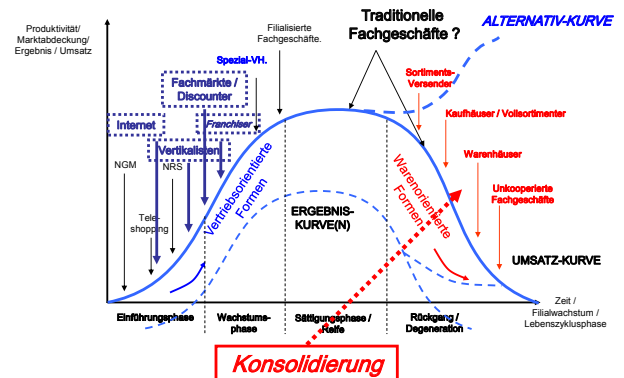 Produktivität/
Marktabdeckung/
Ergebnis / Umsatz
Filialisierte
Fachgeschäfte.
Traditionelle
Fachgeschäfte ?
ALTERNATIV-KURVE
Spezial-VH.
Fachmärkte /
Discounter
Sortiments-
Versender
Internet
Franchiser
Kaufhäuser / Vollsortimenter
Vertikalisten
NGM
NRS
Warenhäuser
Vertriebsorientierte
Formen
Warenorientierte
Formen
Unkooperierte
Fachgeschäfte
Tele-
shopping
ERGEBNIS-
KURVE(N)
UMSATZ-KURVE
Zeit /
Filialwachstum /
Lebenszyklusphase
Einführungsphase
Wachstums-
phase
Sättigungsphase /
Reife
Rückgang /
Degeneration
Konsolidierung